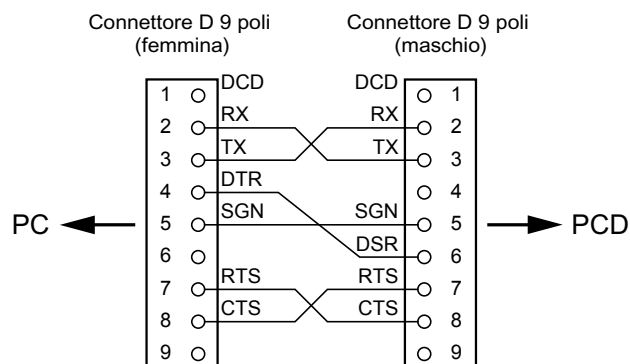 Connettore D 9 poli
(femmina)
Connettore D 9 poli
(maschio)
1 DCD DCD 1
2 RX RX 2
3 TX TX 3
4 DTR 4
PC 5 SGN SGN 5 PCD
6 DSR 6
7 RTS RTS 7
8 CTS CTS 8
9 9